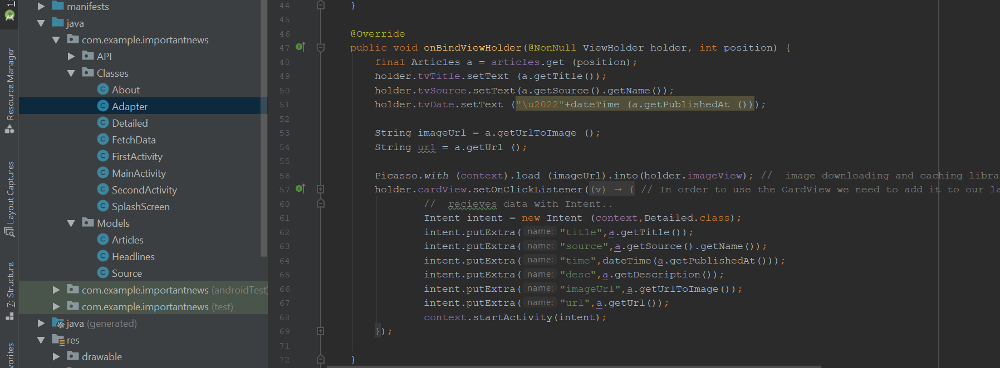 1:
Resource Manager
Layout Captures
7: Structure
vorites
manifests
java
com.example.importantnews
API
Classes
About
Adapter
Detailed
FetchData
FirstActivity
MainActivity
SecondActivity
SplashScreen
Models
Articles
Headlines
Source
com.example.importantnews (androidTest)
com.example.importantnews (test)
java (generated)
res
drawable
44 }
45
46 @Override
47 public void onBindViewHolder(@NonNull ViewHolder holder, int position) {
48 final Articles a = articles.get (position);
49 holder.tvTitle.setText (a.getTitle());
50 holder.tvSource.setText(a.getSource().getName());
51 holder.tvDate.setText ("\u2022"+dateTime (a.getPublishedAt ()));
52
53 String imageUrl = a.getUrlToImage ();
54 String url = a.getUrl ();
55
56 Picasso.with (context).load (imageUrl).into(holder.imageView); // image downloading and caching libra
57 holder.cardView.setOnClickListener((v) → { // In order to use the CardView we need to add it to our la
60 // recieves data with Intent..
61 Intent intent = new Intent (context,Detailed.class);
62 intent.putExtra( name: "title",a.getTitle());
63 intent.putExtra( name: "source",a.getSource().getName());
64 intent.putExtra( name: "time",dateTime(a.getPublishedAt()));
65 intent.putExtra( name: "desc",a.getDescription());
66 intent.putExtra( name: "imageUrl",a.getUrlToImage());
67 intent.putExtra( name: "url",a.getUrl());
68 context.startActivity(intent);
69 });
71
72 }